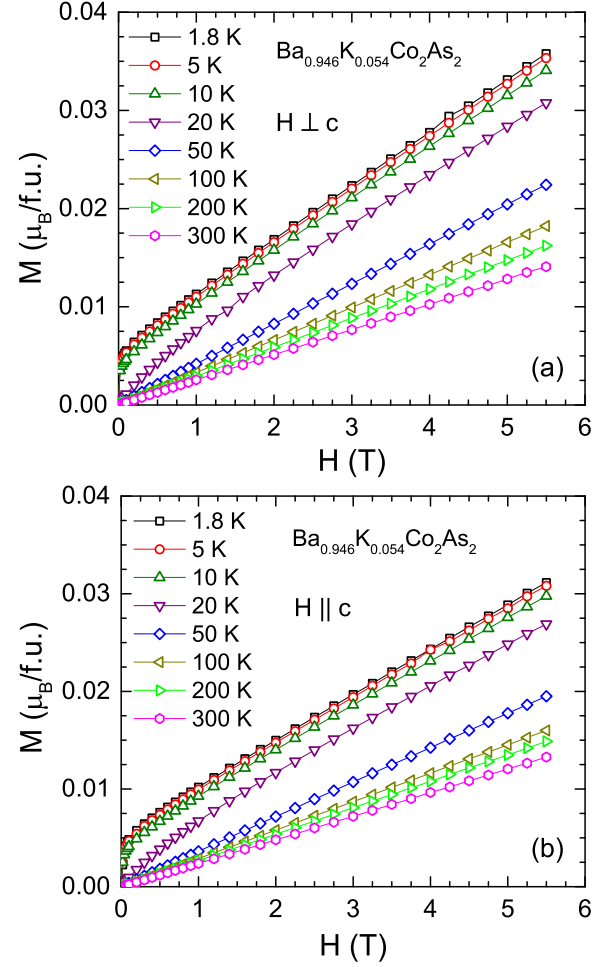 0.04
0.03
0.02
0.01
0.00
M (μB/f.u.)
1.8 K
5 K
10 K
20 K
50 K
100 K
200 K
300 K
Ba0.946K0.054Co2As2
H ⊥ c
(a)
0 1 2 3 4 5 6
H (T)
0.04
0.03
0.02
0.01
0.00
M (μB/f.u.)
1.8 K
5 K
10 K
20 K
50 K
100 K
200 K
300 K
Ba0.946K0.054Co2As2
H || c
(b)
0 1 2 3 4 5 6
H (T)